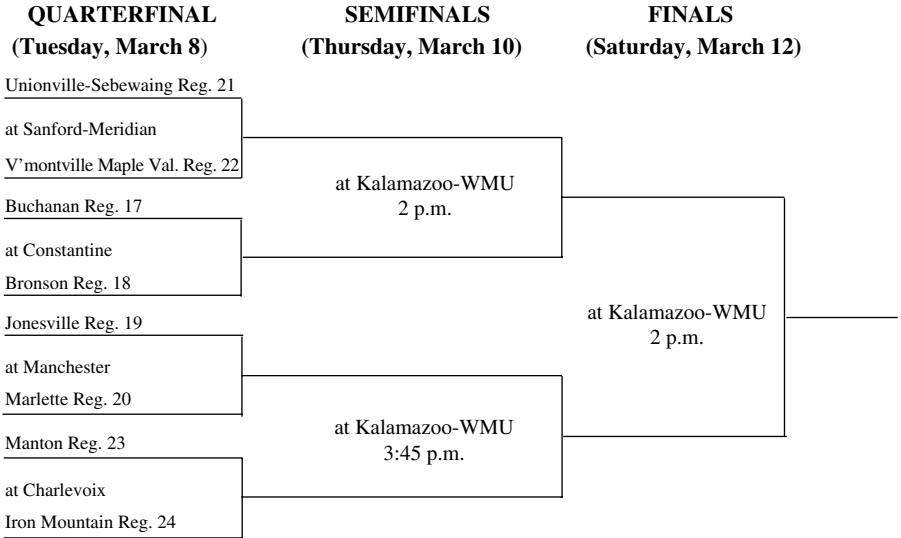 QUARTERFINAL
(Tuesday, March 8)
SEMIFINALS
(Thursday, March 10)
FINALS
(Saturday, March 12)
Unionville-Sebewaing Reg. 21
at Sanford-Meridian
V'montville Maple Val. Reg. 22
Buchanan Reg. 17
at Constantine
Bronson Reg. 18
Jonesville Reg. 19
at Manchester
Marlette Reg. 20
Manton Reg. 23
at Charlevoix
Iron Mountain Reg. 24
at Kalamazoo-WMU
2 p.m.
at Kalamazoo-WMU
3:45 p.m.
at Kalamazoo-WMU
2 p.m.